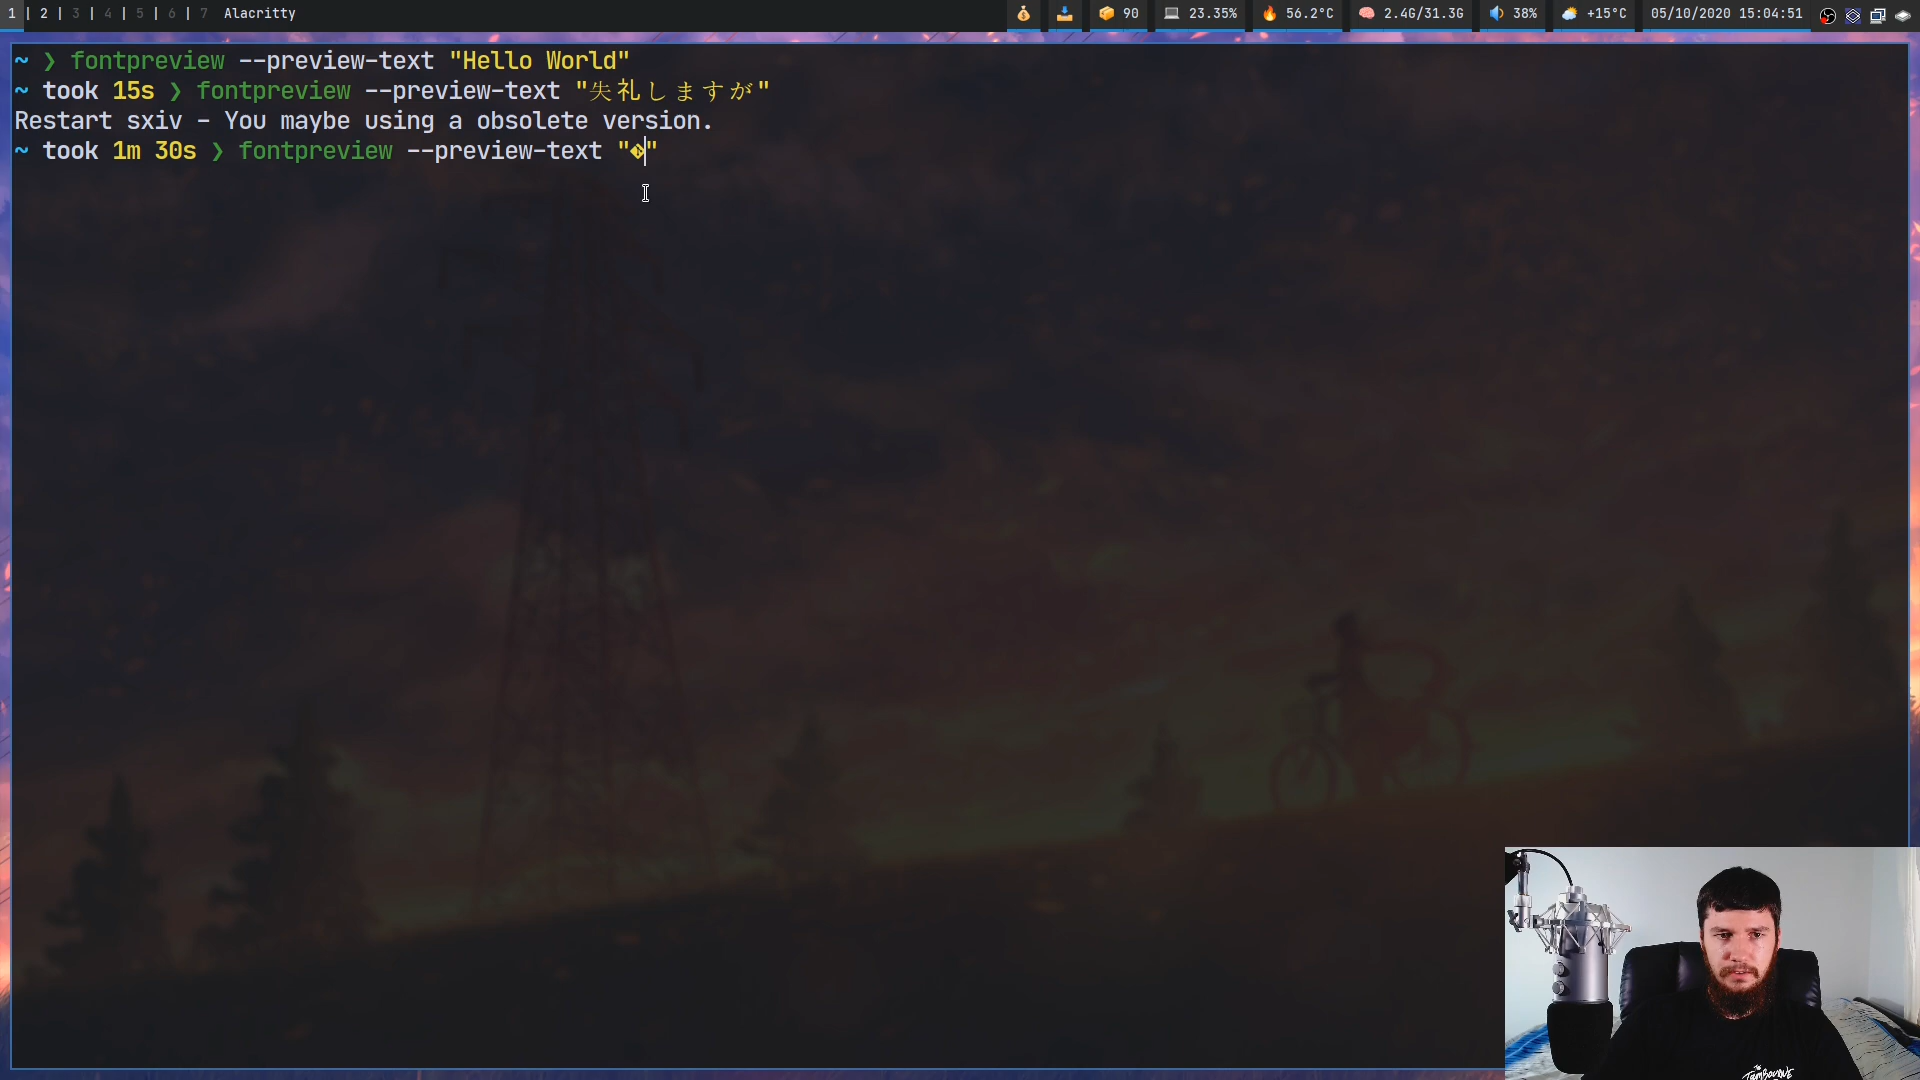 1 | 2 | 3 | 4 | 5 | 6 | 7 Alacritty 90 23.35% 56.2°C 2.4G/31.3G 38% +15°C 05/10/2020 15:04:51
~ ❯ fontpreview --preview-text "Hello World"
~ took 15s ❯ fontpreview --preview-text "失礼しますが"
Restart sxiv - You maybe using a obsolete version.
~ took 1m 30s ❯ fontpreview --preview-text ""
The
TAMBOURINE